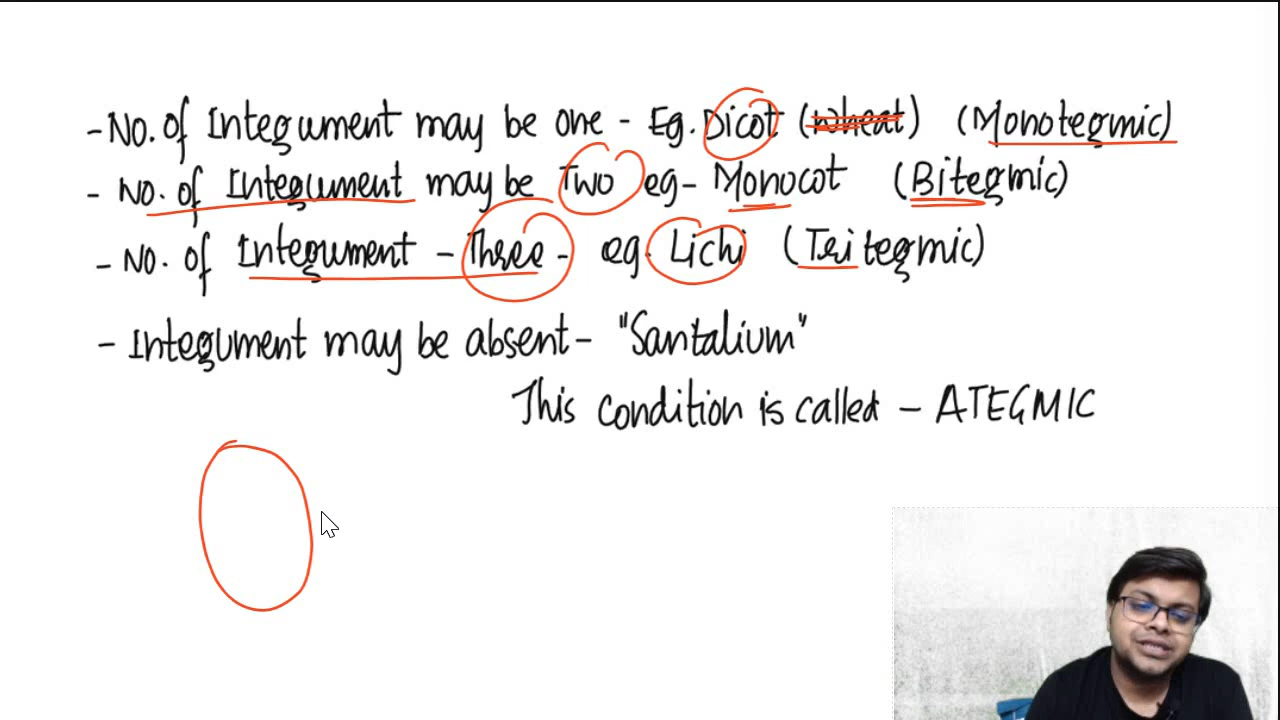 - No. of Integument may be one - Eg. Dicot (wheat) (Monotegmic)
- No. of Integument may be Two eg- Monocot (Bitegmic)
- No. of Integument - Three - eg. Lichi (Tritegmic)
- Integument may be absent - "Santalium"
This condition is called - ATEGMIC